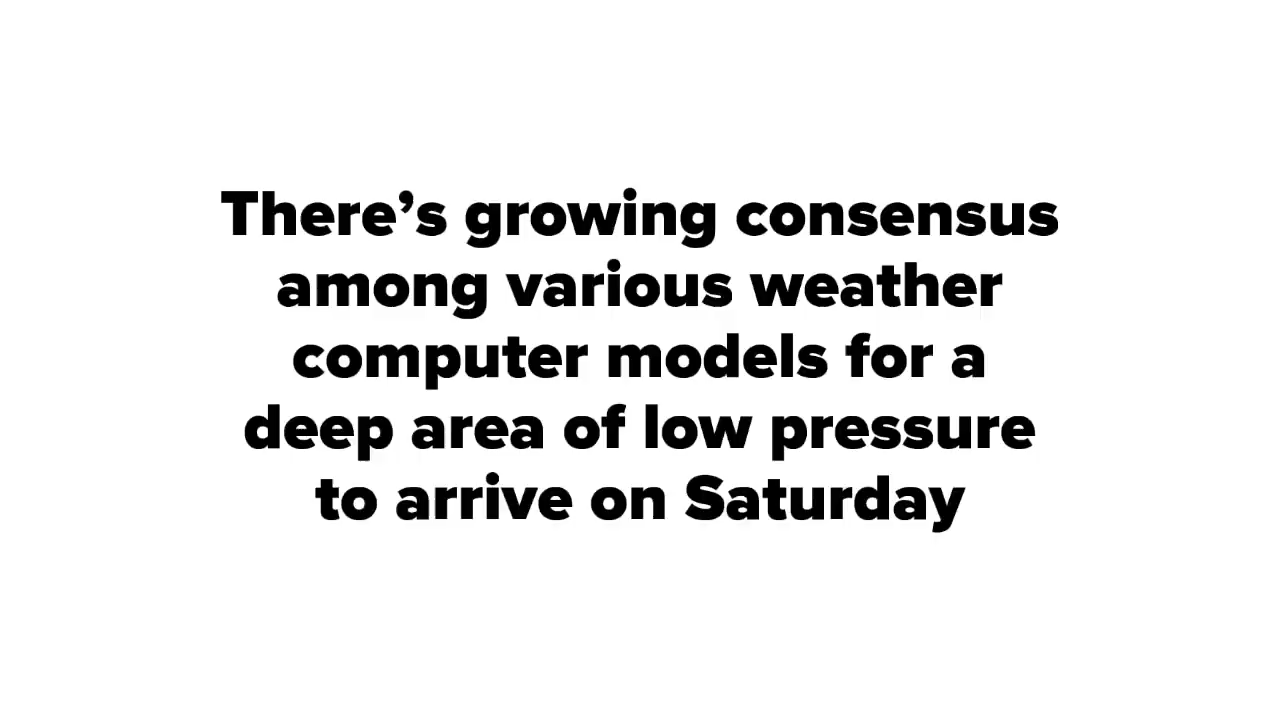 There’s growing consensus
among various weather
computer models for a
deep area of low pressure
to arrive on Saturday